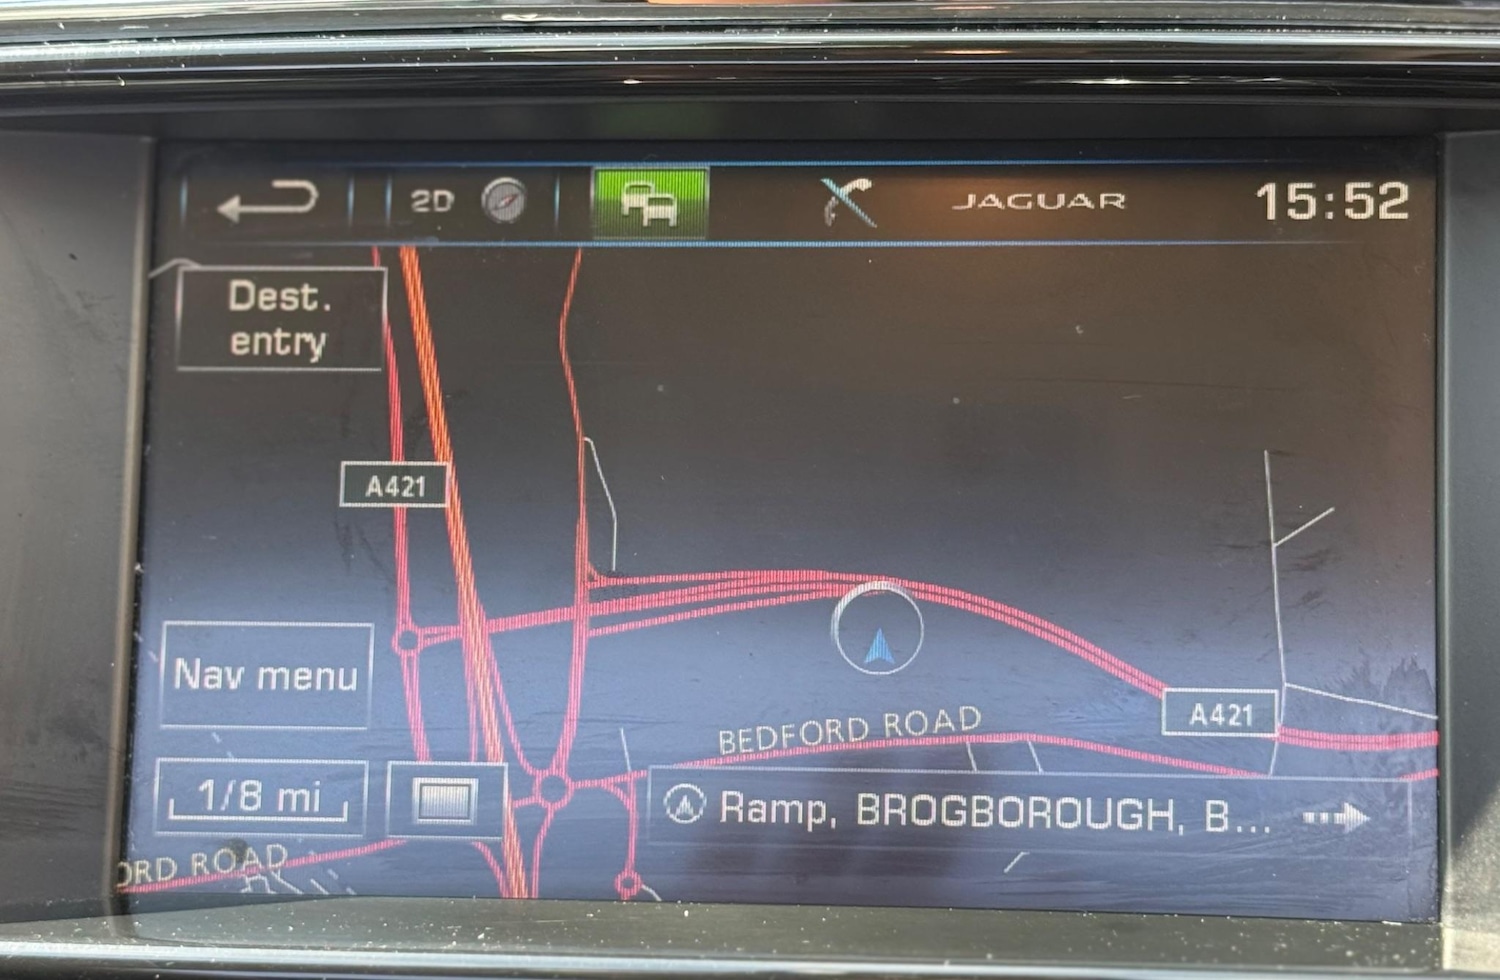 2D
JAGUAR
15:52
Dest.
entry
A421
Nav menu
BEDFORD ROAD
A421
1/8 mi
Ramp, BROGBOROUGH, B...
ORD ROAD